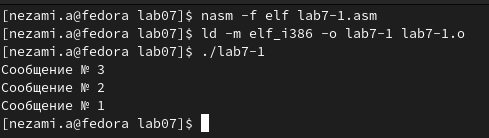 [nezami.a@fedora lab07]$ nasm -f elf lab7-1.asm
[nezami.a@fedora lab07]$ ld -m elf_i386 -o lab7-1 lab7-1.o
[nezami.a@fedora lab07]$ ./lab7-1
Сообщение № 3
Сообщение № 2
Сообщение № 1
[nezami.a@fedora lab07]$